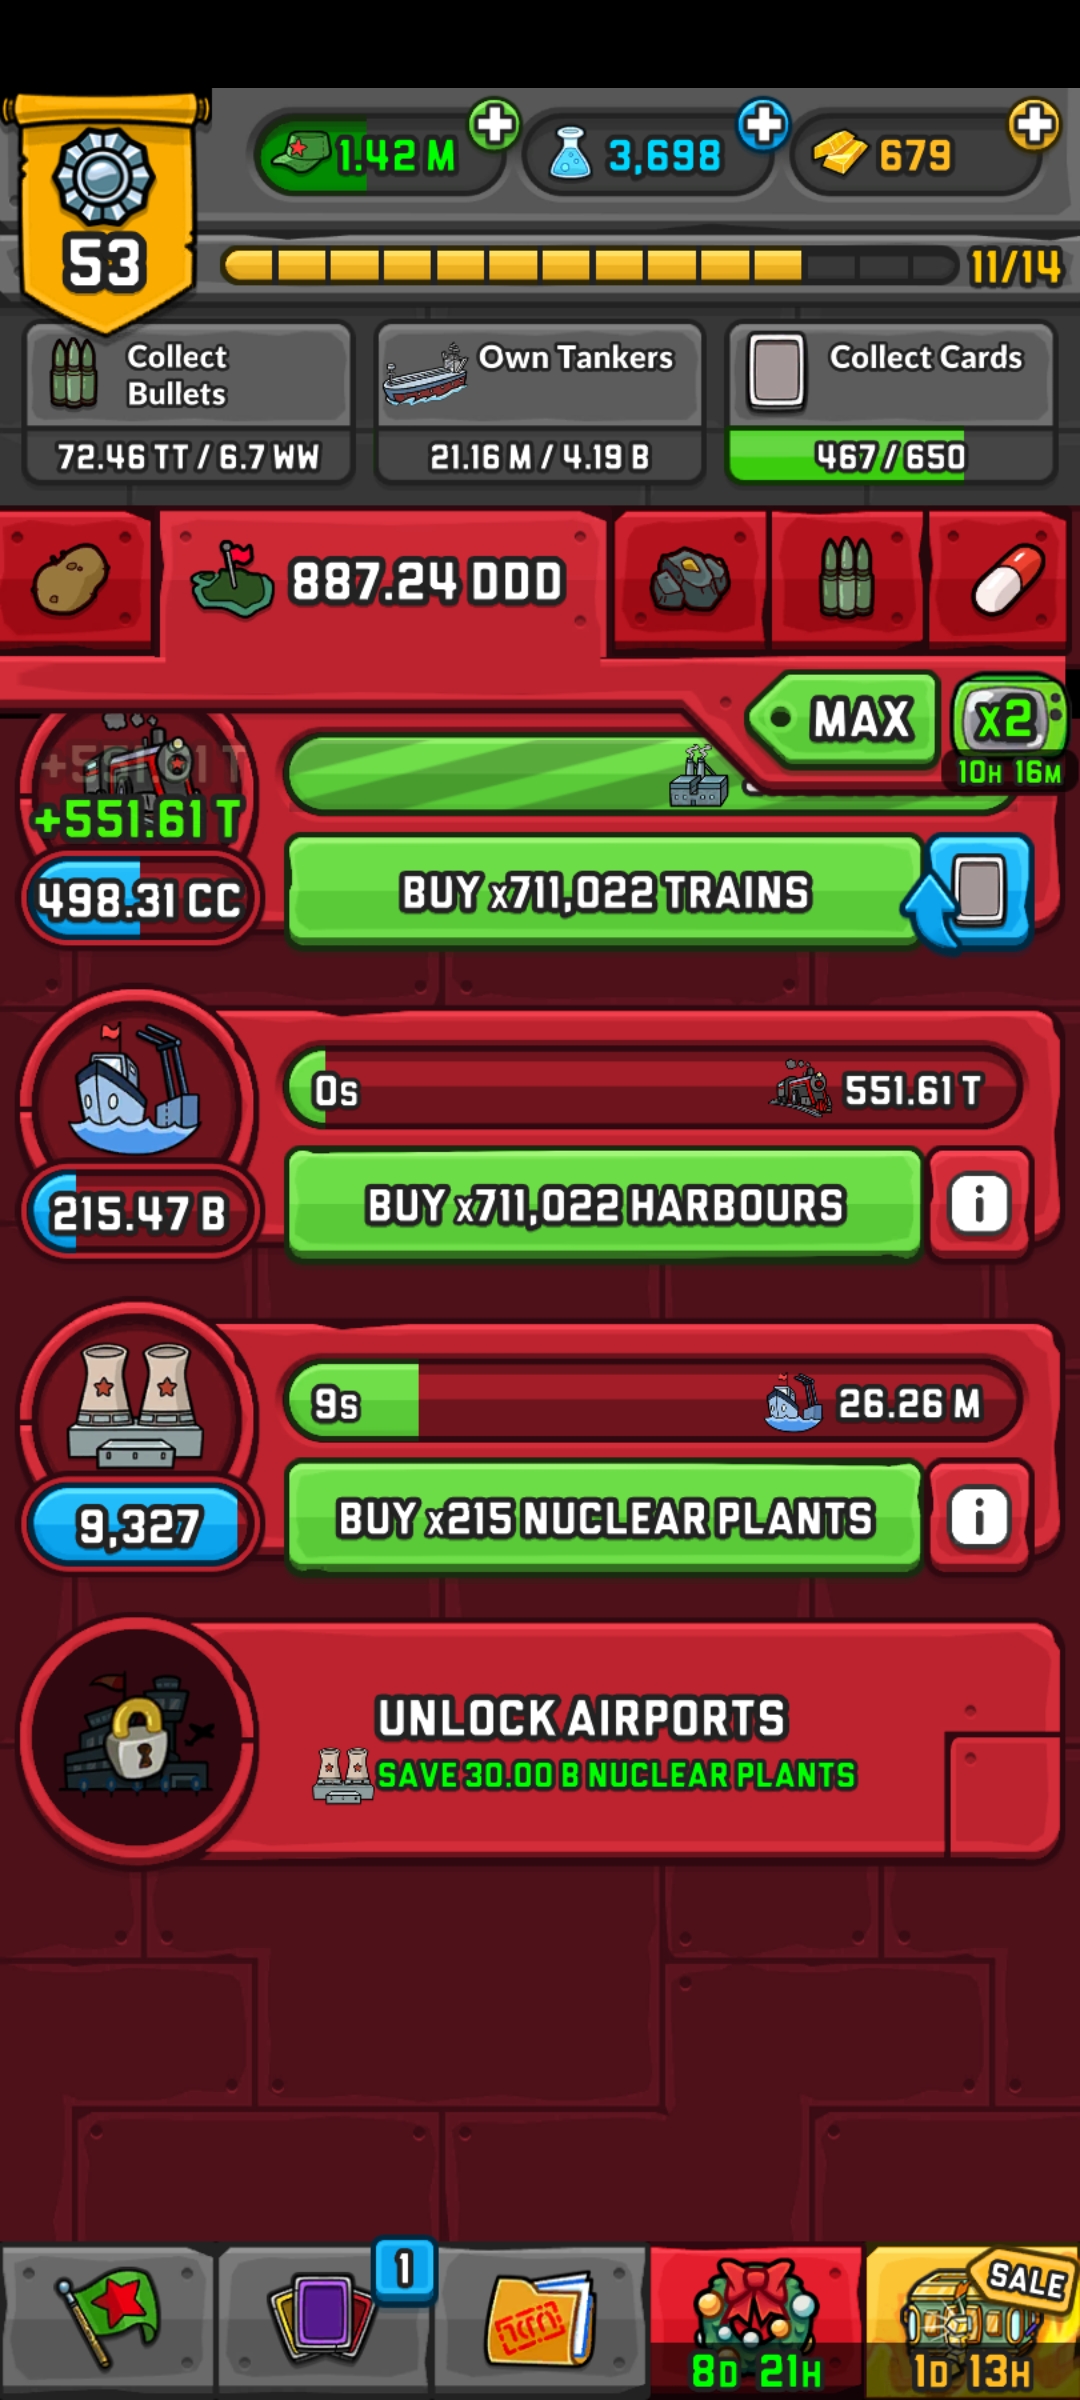 1.42 M
3,698
679
53
11/14
Collect
Bullets
Own Tankers
Collect Cards
72.46 TT / 6.7 WW
21.16 M / 4.19 B
467 / 650
887.24 DDD
MAX
x2
10H 16M
+551.61 T
+551.61 T
498.31 CC
BUY x711,022 TRAINS
0s
551.61 T
215.47 B
BUY x711,022 HARBOURS
i
9s
26.26 M
9,327
BUY x215 NUCLEAR PLANTS
i
UNLOCK AIRPORTS
SAVE 30.00 B NUCLEAR PLANTS
1
SALE
8D 21H
1D 13H